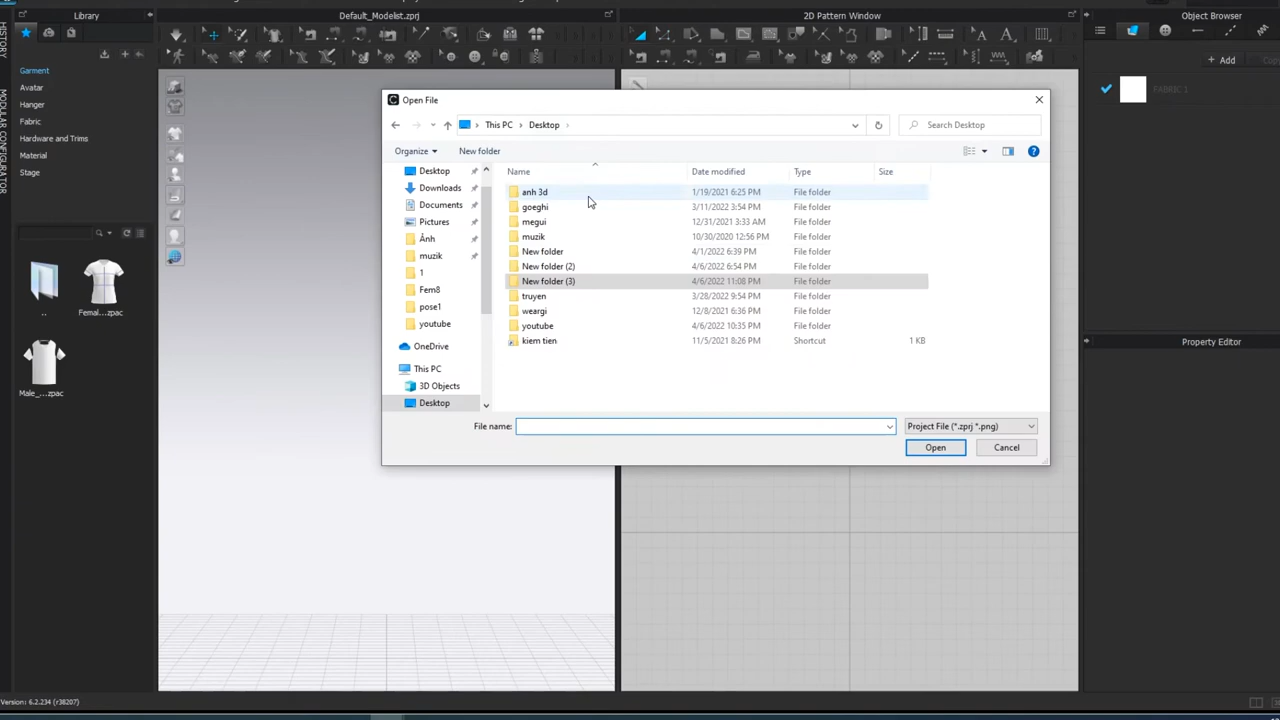 Library
Default_Modelist.zprj
2D Pattern Window
Object Browser
HISTORY
MODULAR CONFIGURATOR
Garment
Avatar
Hanger
Fabric
Hardware and Trims
Material
Stage
..
Femal...zpac
Male_...zpac
+ Add
FABRIC 1
Property Editor
Open File
This PC
Desktop
Search Desktop
Organize
New folder
Name
Date modified
Type
Size
Desktop
Downloads
Documents
Pictures
Ảnh
muzik
1
Fem8
pose1
youtube
OneDrive
This PC
3D Objects
Desktop
anh 3d 1/19/2021 6:25 PM File folder
goeghi 3/11/2022 3:54 PM File folder
megui 12/31/2021 3:33 AM File folder
muzik 10/30/2020 12:56 PM File folder
New folder 4/1/2022 6:39 PM File folder
New folder (2) 4/6/2022 6:54 PM File folder
New folder (3) 4/6/2022 11:08 PM File folder
truyen 3/28/2022 9:54 PM File folder
weargi 12/8/2021 6:36 PM File folder
youtube 4/6/2022 10:35 PM File folder
kiem tien 11/5/2021 8:26 PM Shortcut 1 KB
File name:
Project File (*.zprj *.png)
Open
Cancel
Version: 6.2.234 (r38207)